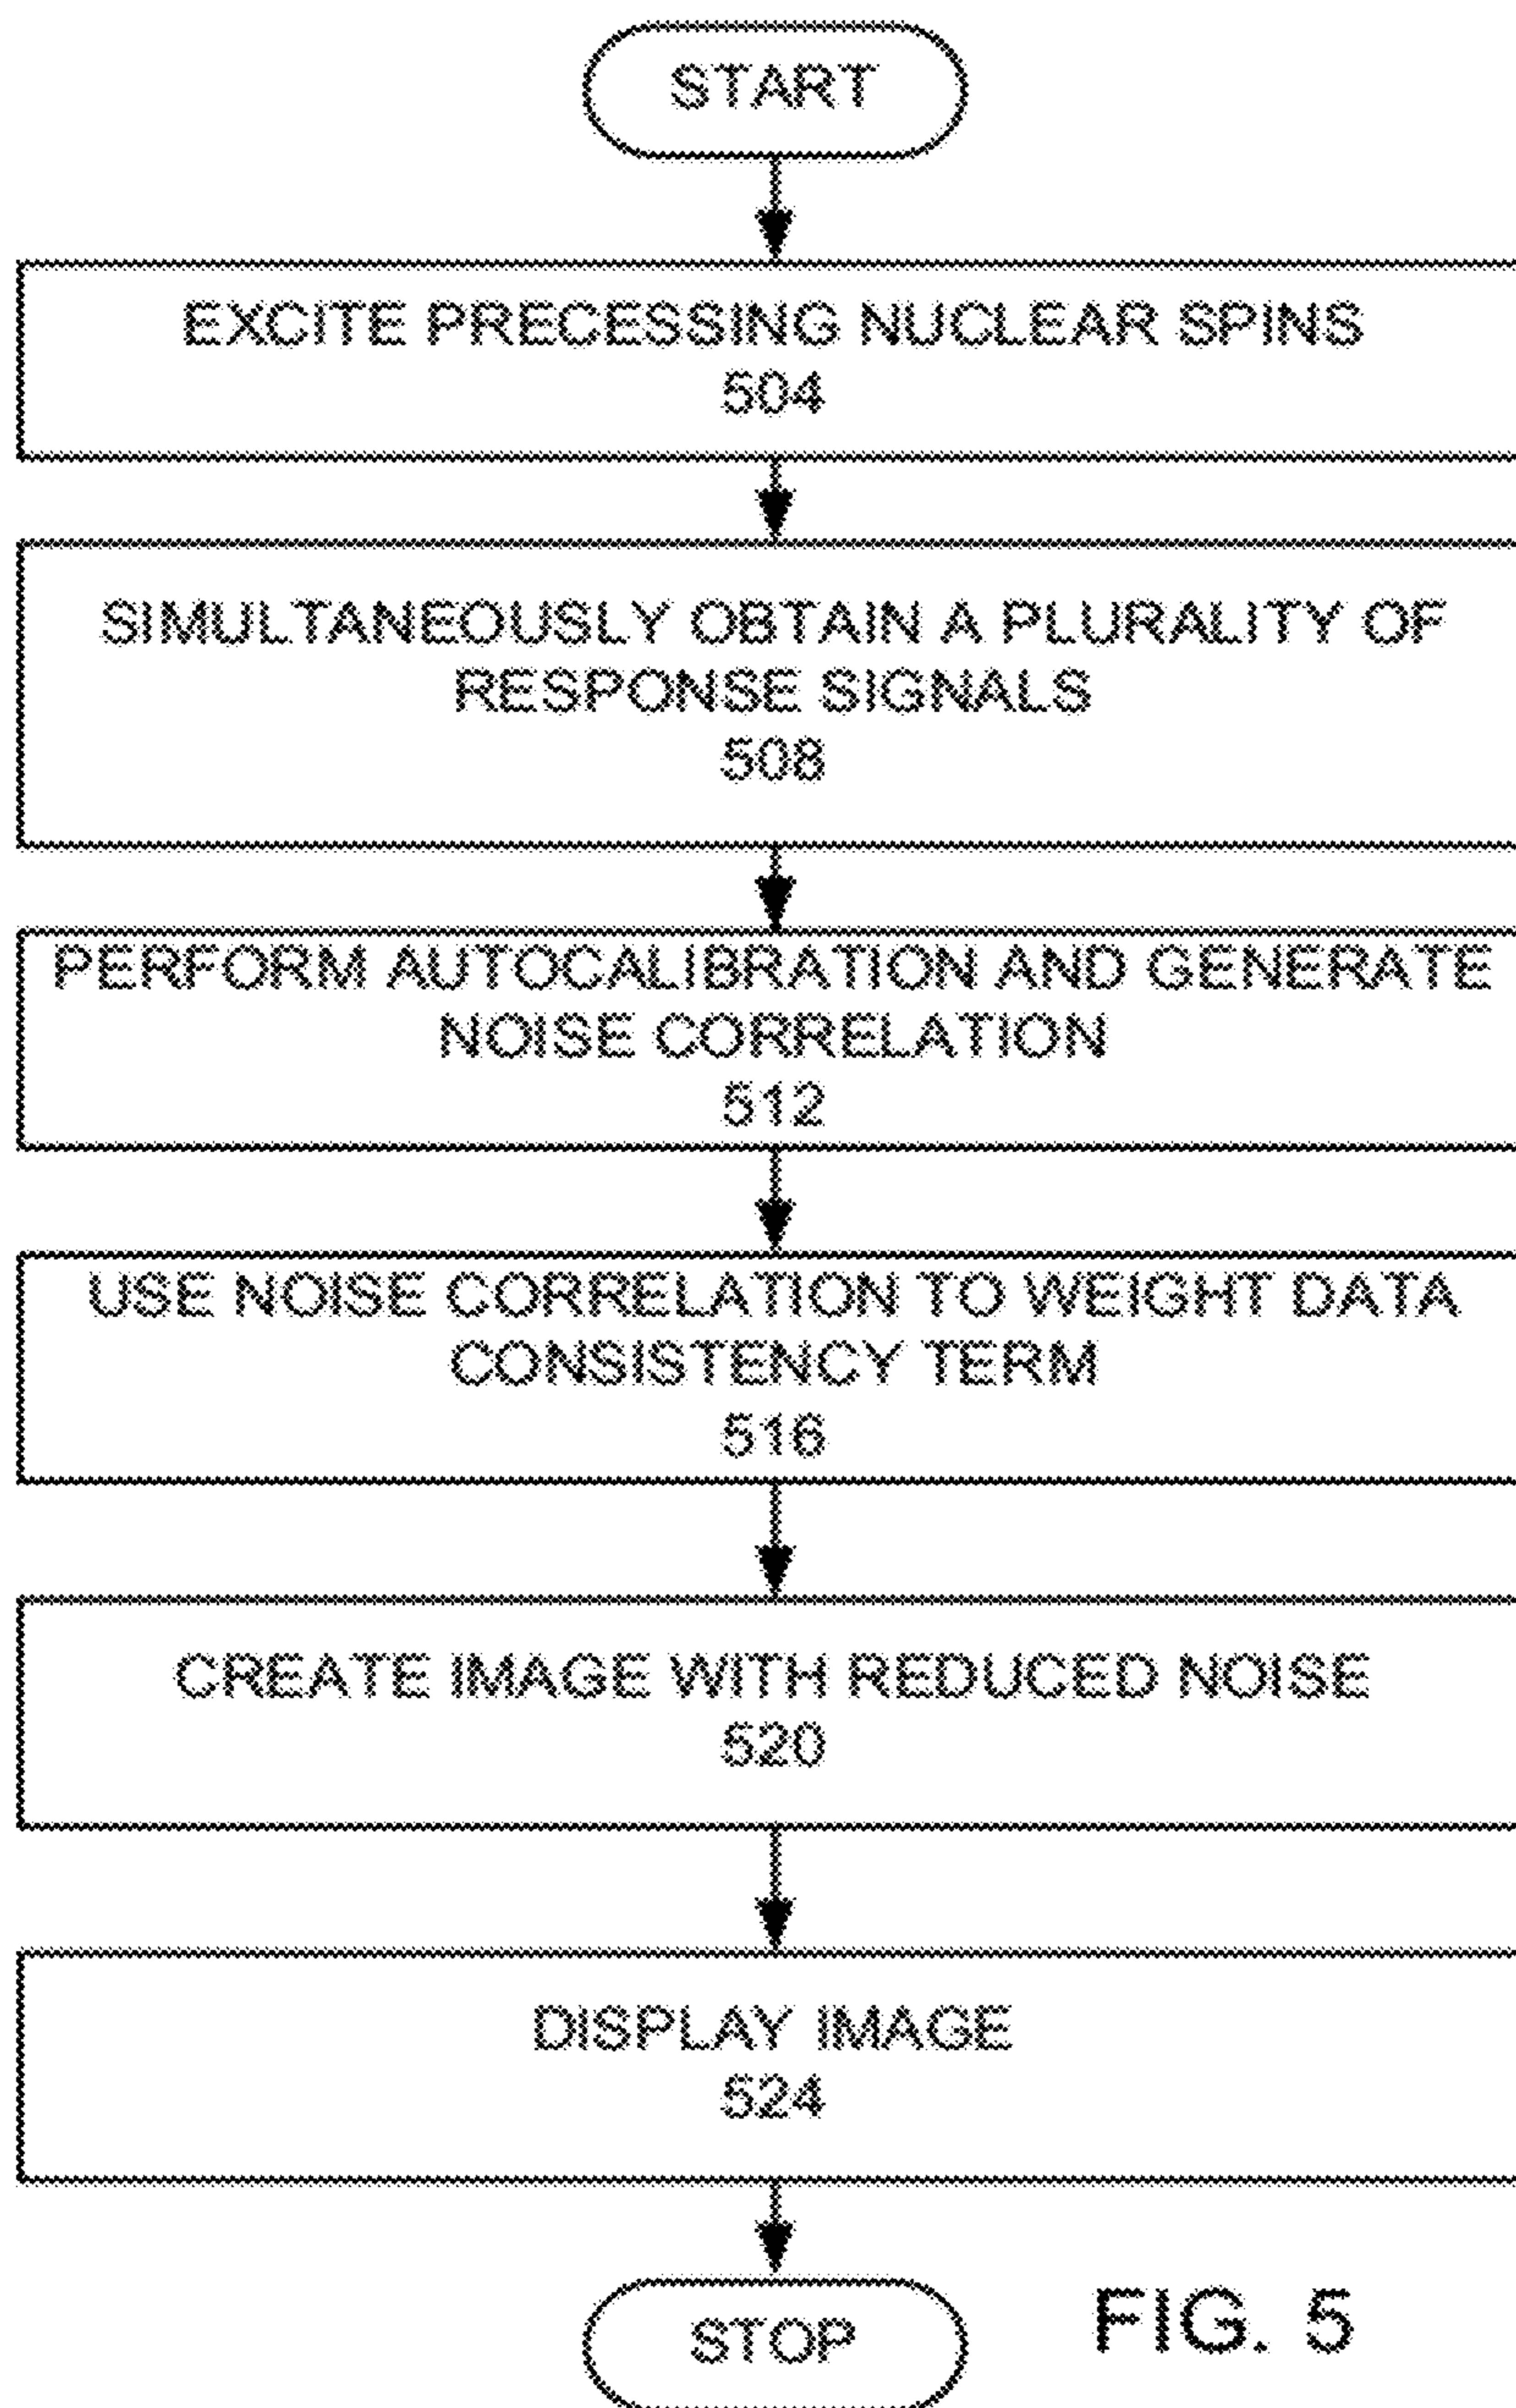 START
EXCITE PRECESSING NUCLEAR SPINS
504
SIMULTANEOUSLY OBTAIN A PLURALITY OF
RESPONSE SIGNALS
508
PERFORM AUTOCALIBRATION AND GENERATE
NOISE CORRELATION
512
USE NOISE CORRELATION TO WEIGHT DATA
CONSISTENCY TERM
516
CREATE IMAGE WITH REDUCED NOISE
520
DISPLAY IMAGE
524
STOP
FIG. 5